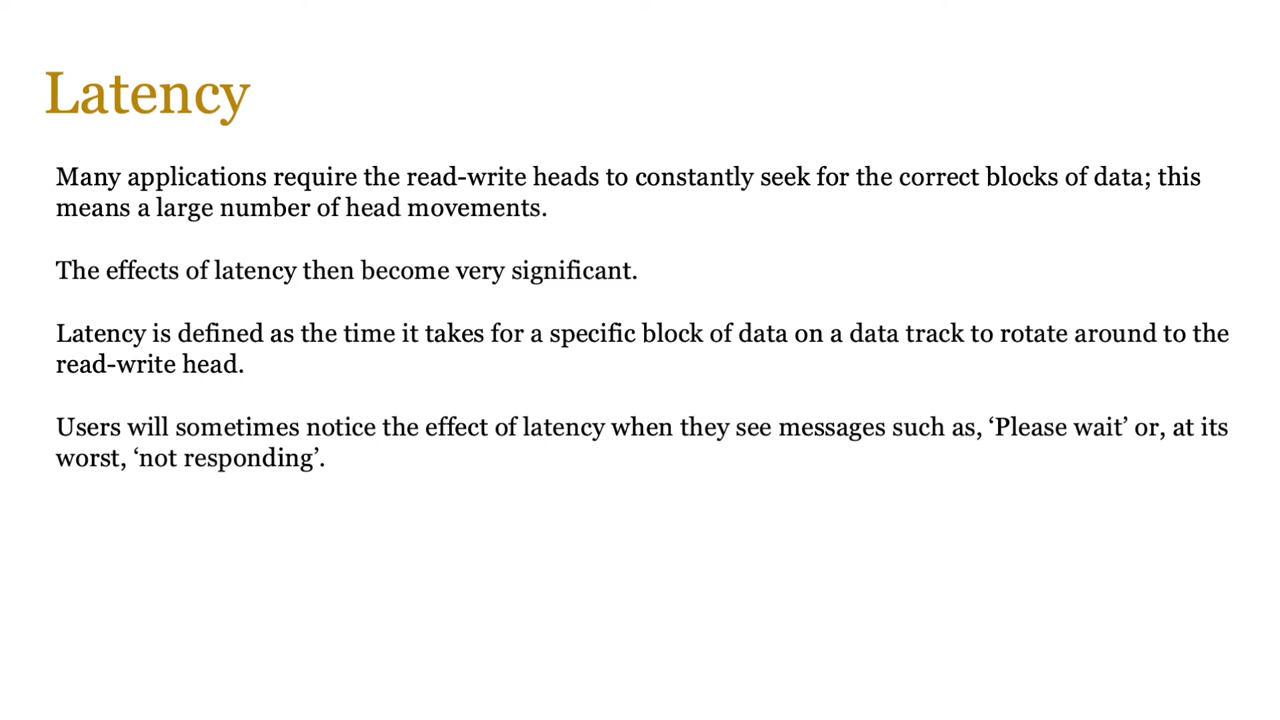 Latency
Many applications require the read-write heads to constantly seek for the correct blocks of data; this
means a large number of head movements.
The effects of latency then become very significant.
Latency is defined as the time it takes for a specific block of data on a data track to rotate around to the
read-write head.
Users will sometimes notice the effect of latency when they see messages such as, ‘Please wait’ or, at its
worst, ‘not responding’.